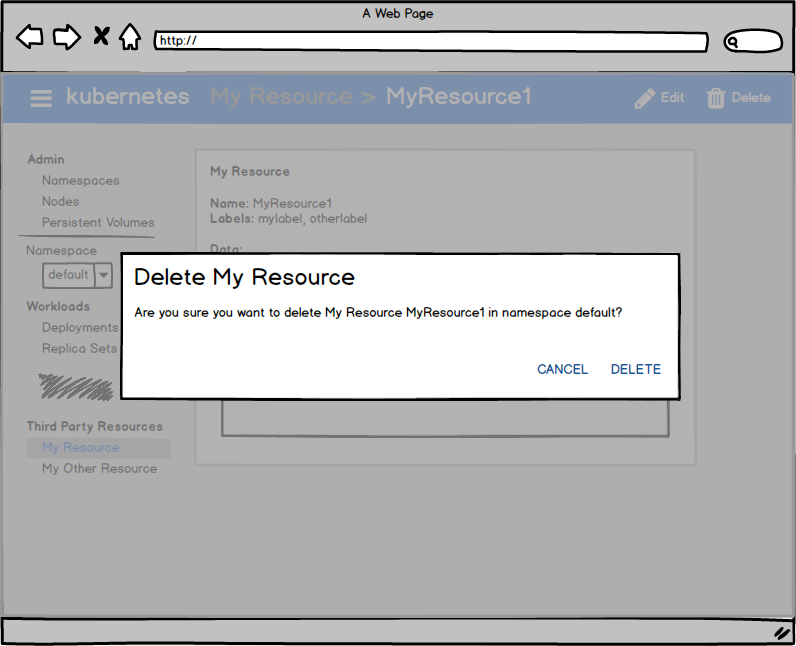 A Web Page
http://
kubernetes My Resource > MyResource1 Edit Delete
Admin
Namespaces
Nodes
Persistent Volumes
Namespace
default
Workloads
Deployments
Replica Sets
Third Party Resources
My Resource
My Other Resource
My Resource
Name: MyResource1
Labels: mylabel, otherlabel
Data:
Delete My Resource
Are you sure you want to delete My Resource MyResource1 in namespace default?
CANCEL DELETE